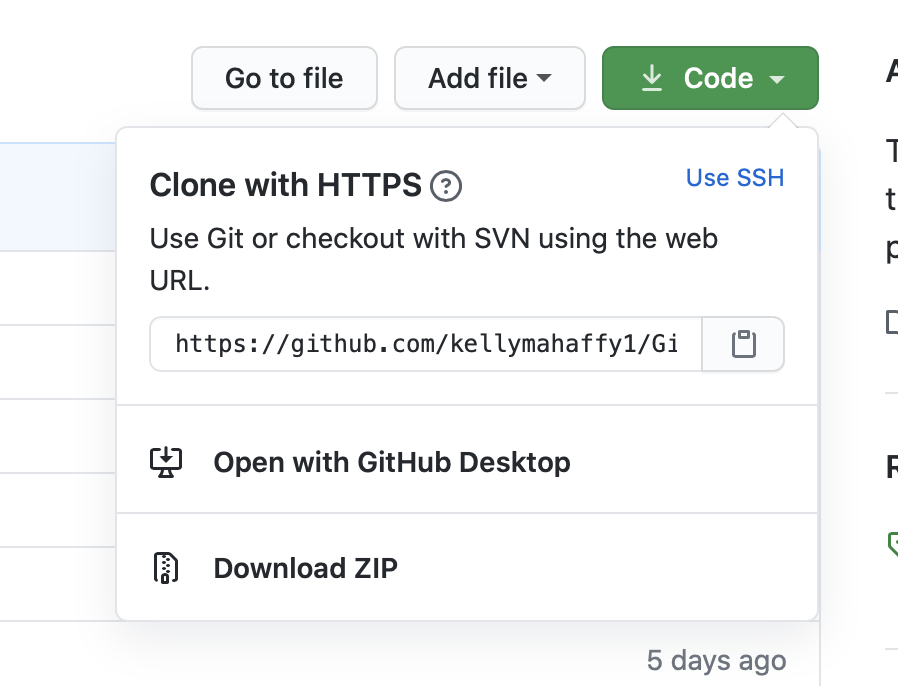 Go to file
Add file
Code
Clone with HTTPS ?
Use SSH
Use Git or checkout with SVN using the web
URL.
https://github.com/kellymahaffy1/Gi
Open with GitHub Desktop
Download ZIP
5 days ago